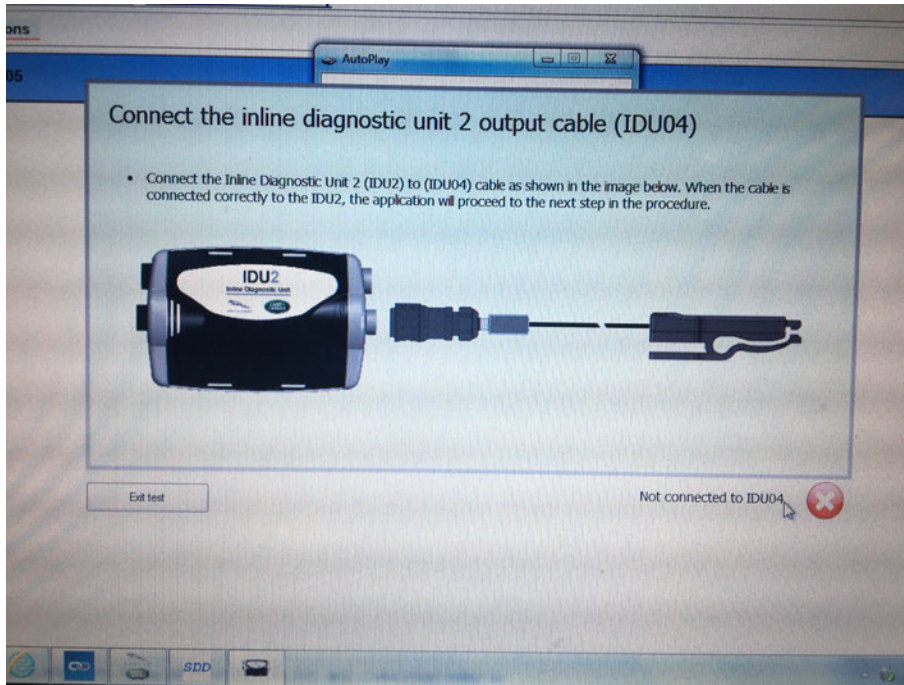 ons
05
AutoPlay
Connect the inline diagnostic unit 2 output cable (IDU04)
• Connect the Inline Diagnostic Unit 2 (IDU2) to (IDU04) cable as shown in the image below. When the cable is
connected correctly to the IDU2, the application will proceed to the next step in the procedure.
IDU2
Inline Diagnostic Unit
Exit test
Not connected to IDU04
SDD